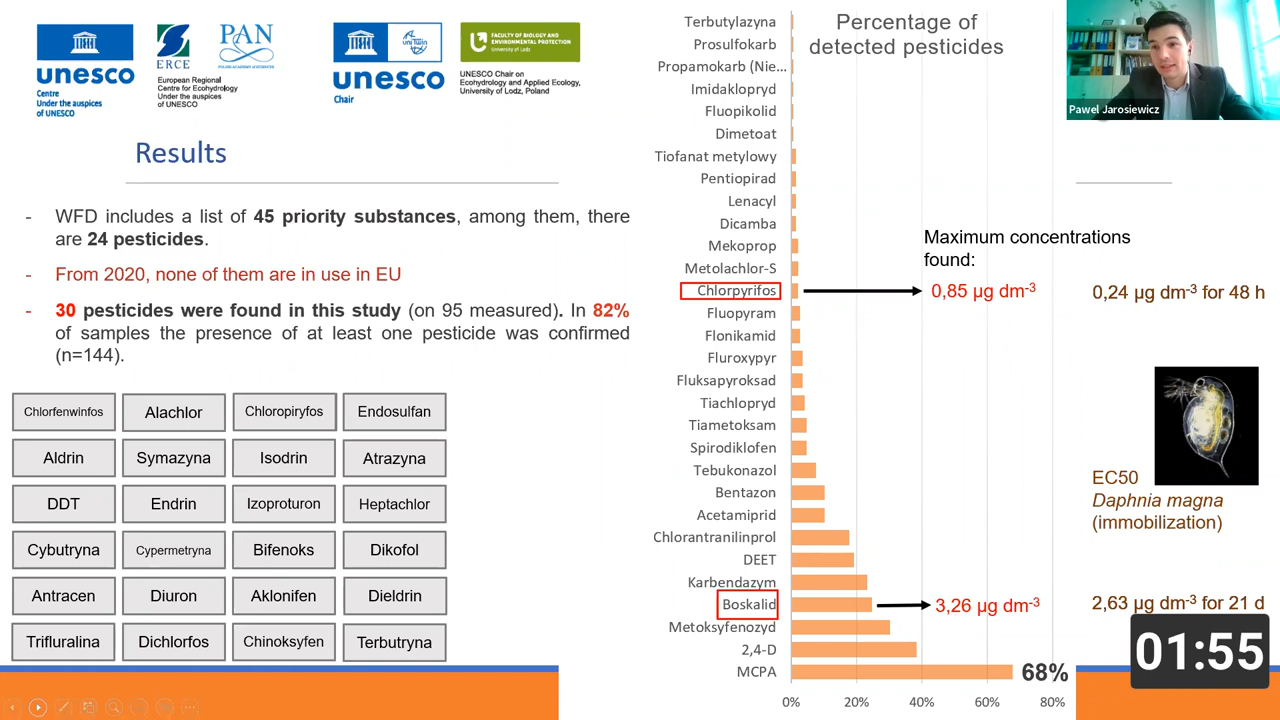 unesco
Centre
Under the auspices
of UNESCO
ERCE
European Regional
Centre for Ecohydrology
Under the auspices
of UNESCO
PAN
POLISH ACADEMY OF SCIENCES
unesco
Chair
uni Twin
FACULTY OF BIOLOGY AND
ENVIRONMENTAL PROTECTION
University of Lodz
UNESCO Chair on
Ecohydrology and Applied Ecology,
University of Lodz, Poland
Results
- WFD includes a list of 45 priority substances, among them, there
are 24 pesticides.
- From 2020, none of them are in use in EU
- 30 pesticides were found in this study (on 95 measured). In 82%
of samples the presence of at least one pesticide was confirmed
(n=144).
Chlorfenwinfos Alachlor Chloropiryfos Endosulfan
Aldrin Symazyna Isodrin Atrazyna
DDT Endrin Izoproturon Heptachlor
Cybutryna Cypermetryna Bifenoks Dikofol
Antracen Diuron Aklonifen Dieldrin
Trifluralina Dichlorfos Chinoksyfen Terbutryna
Percentage of
detected pesticides
Terbutylazyna
Prosulfokarb
Propamokarb (Nie...
Imidaklopryd
Fluopikolid
Dimetoat
Tiofanat metylowy
Pentiopirad
Lenacyl
Dicamba
Mekoprop
Metolachlor-S
Chlorpyrifos
Fluopyram
Flonikamid
Fluroxypyr
Fluksapyroksad
Tiachlopryd
Tiametoksam
Spirodiklofen
Tebukonazol
Bentazon
Acetamiprid
Chlorantranilinprol
DEET
Karbendazym
Boskalid
Metoksyfenozyd
2,4-D
MCPA
68%
0% 20% 40% 60% 80%
Maximum concentrations
found:
0,85 µg dm-3
0,24 µg dm-3 for 48 h
EC50
Daphnia magna
(immobilization)
3,26 µg dm-3
2,63 µg dm-3 for 21 d
Pawel Jarosiewicz
01:55